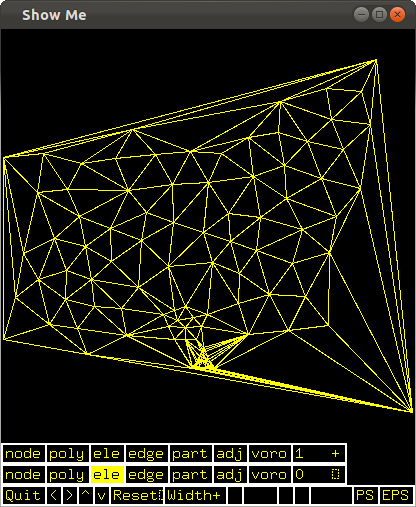 Show Me
node poly ele edge part adj voro 1 +
node poly ele edge part adj voro 0
Quit < > ^ v Reset Width+ PS EPS